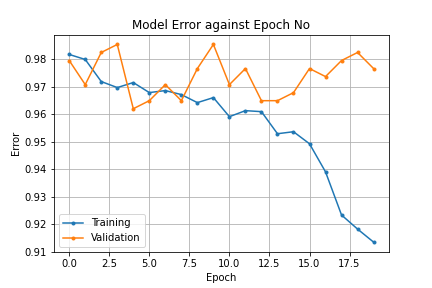 Model Error against Epoch No
Error
0.98
0.97
0.96
0.95
0.94
0.93
0.92
0.91
Training
Validation
0.0 2.5 5.0 7.5 10.0 12.5 15.0 17.5
Epoch